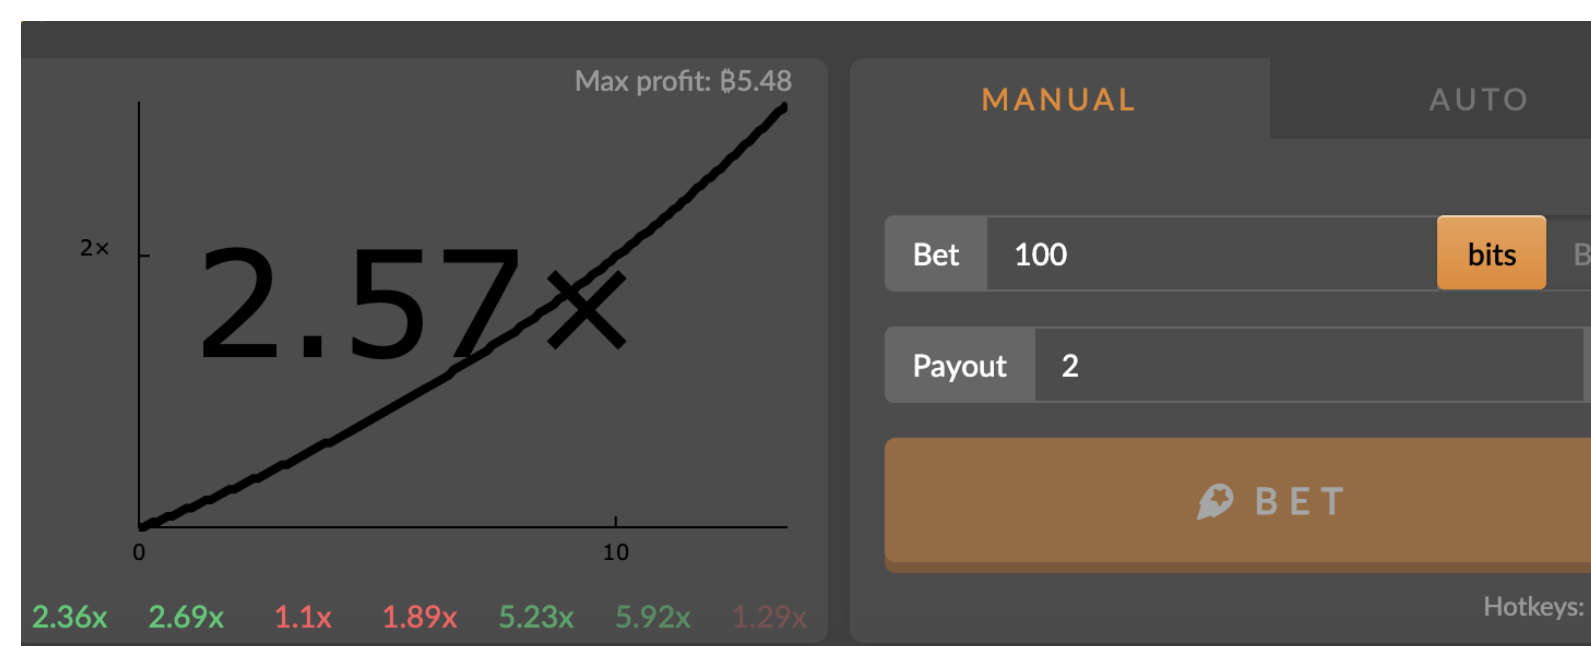 Max profit: ₿5.48
2×
2.57×
0 10
2.36x 2.69x 1.1x 1.89x 5.23x 5.92x 1.29x
MANUAL AUTO
Bet 100 bits B
Payout 2
BET
Hotkeys: